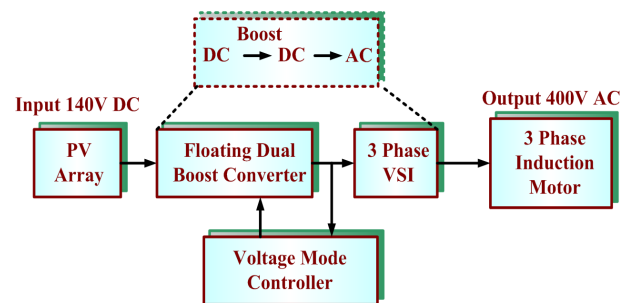 Boost
DC DC AC
Input 140V DC
Output 400V AC
PV
Array
Floating Dual
Boost Converter
3 Phase
VSI
3 Phase
Induction
Motor
Voltage Mode
Controller